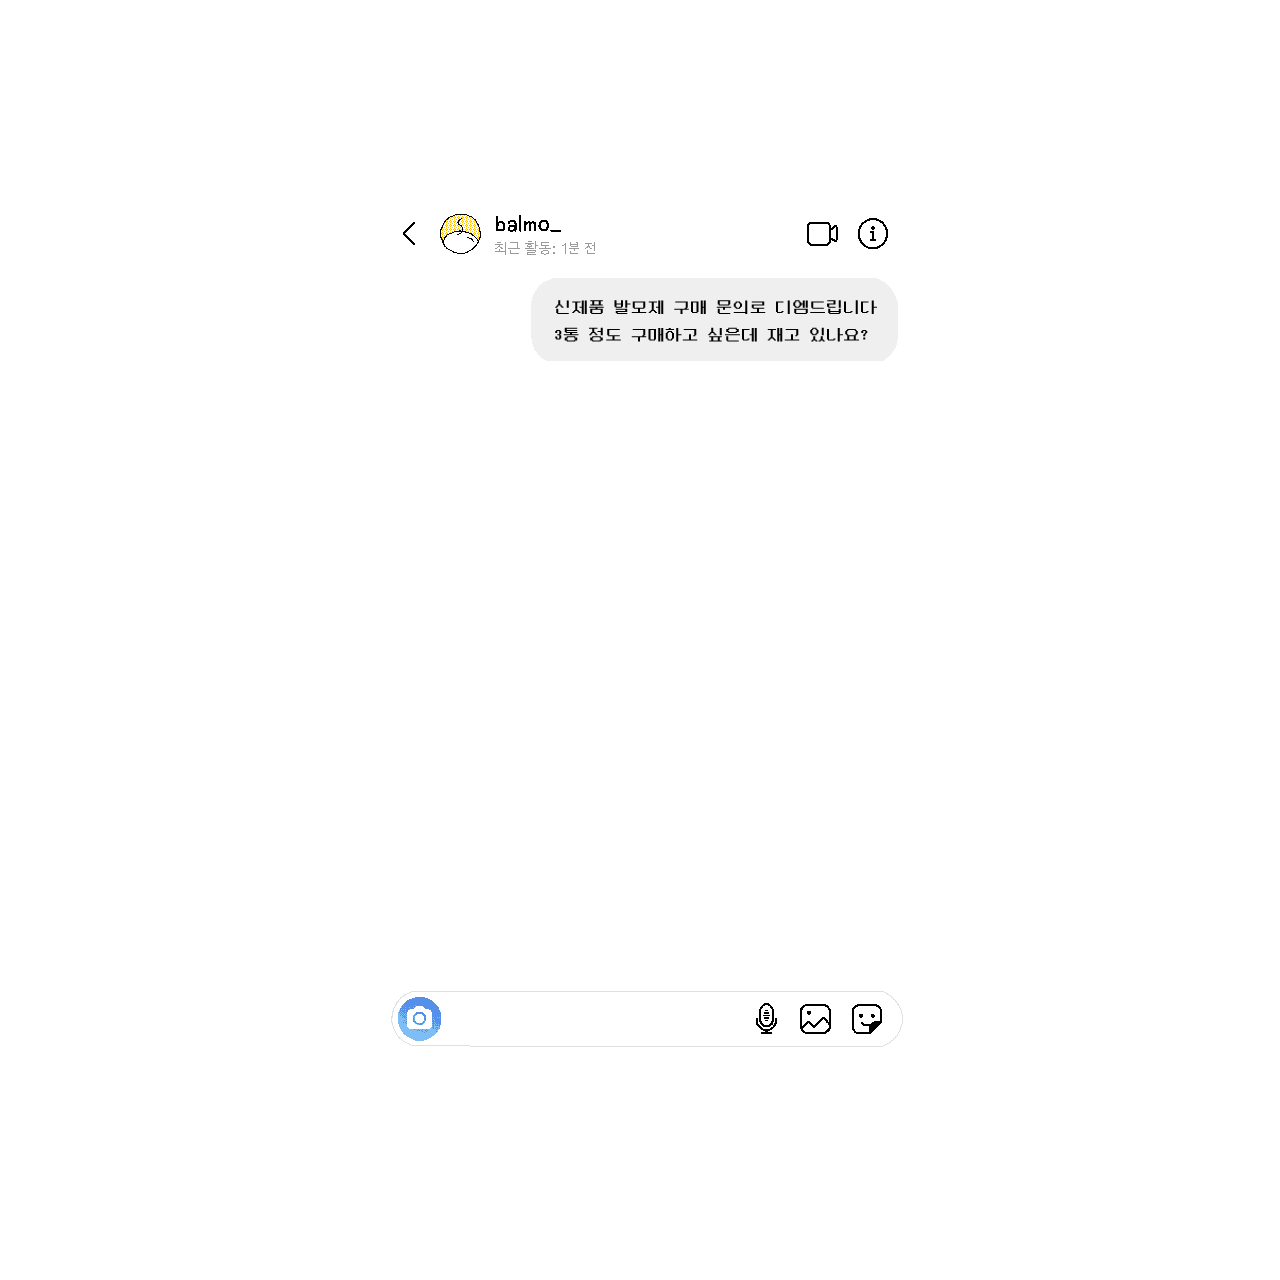 balmo_
최근 활동: 1분 전
신제품 발모제 구매 문의로 디엠드립니다
3통 정도 구매하고 싶은데 재고 있나요?